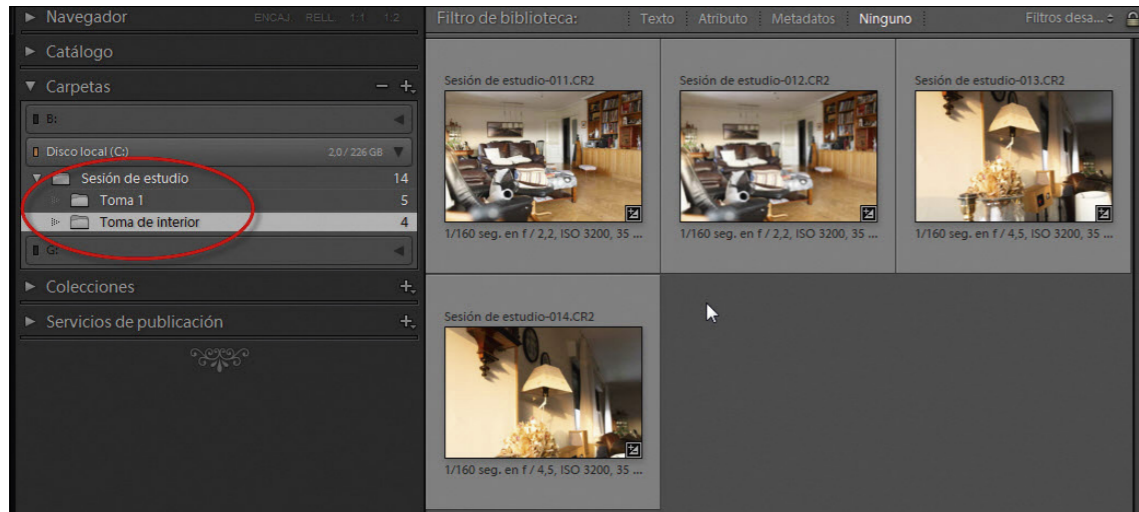 Navegador ENCAJ. RELL. 1:1 1:2
Catálogo
Carpetas
B:
Disco local (C:) 2,0 / 226 GB
Sesión de estudio 14
Toma 1 5
Toma de interior 4
G:
Colecciones
Servicios de publicación
Filtro de biblioteca: Texto Atributo Metadatos Ninguno Filtros desa...
Sesión de estudio-011.CR2 Sesión de estudio-012.CR2 Sesión de estudio-013.CR2
1/160 seg. en f / 2,2, ISO 3200, 35 ... 1/160 seg. en f / 2,2, ISO 3200, 35 ... 1/160 seg. en f / 4,5, ISO 3200, 35 ...
Sesión de estudio-014.CR2
1/160 seg. en f / 4,5, ISO 3200, 35 ...